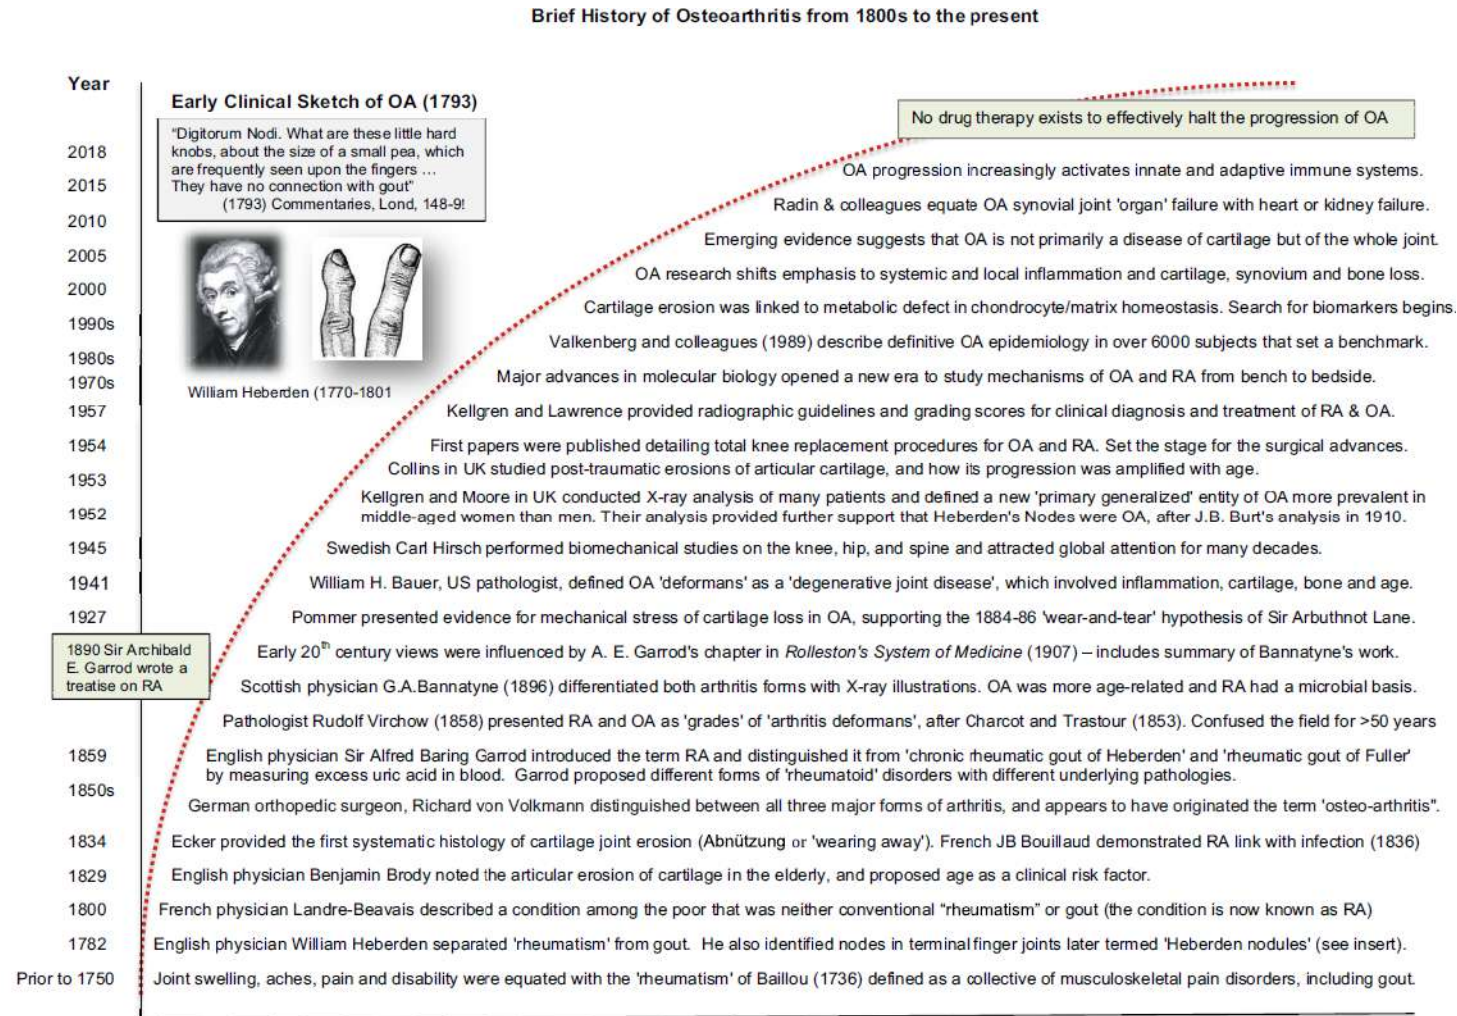 Brief History of Osteoarthritis from 1800s to the present
Year
Early Clinical Sketch of OA (1793)
"Digitorum Nodi. What are these little hard
knobs, about the size of a small pea, which
are frequently seen upon the fingers ...
They have no connection with gout"
(1793) Commentaries, Lond, 148-9!
William Heberden (1770-1801
No drug therapy exists to effectively halt the progression of OA
2018
OA progression increasingly activates innate and adaptive immune systems.
2015
Radin & colleagues equate OA synovial joint 'organ' failure with heart or kidney failure.
2010
Emerging evidence suggests that OA is not primarily a disease of cartilage but of the whole joint.
2005
OA research shifts emphasis to systemic and local inflammation and cartilage, synovium and bone loss.
2000
Cartilage erosion was linked to metabolic defect in chondrocyte/matrix homeostasis. Search for biomarkers begins.
1990s
Valkenberg and colleagues (1989) describe definitive OA epidemiology in over 6000 subjects that set a benchmark.
1980s
1970s
Major advances in molecular biology opened a new era to study mechanisms of OA and RA from bench to bedside.
1957
Kellgren and Lawrence provided radiographic guidelines and grading scores for clinical diagnosis and treatment of RA & OA.
1954
First papers were published detailing total knee replacement procedures for OA and RA. Set the stage for the surgical advances.
1953
Collins in UK studied post-traumatic erosions of articular cartilage, and how its progression was amplified with age.
1952
Kellgren and Moore in UK conducted X-ray analysis of many patients and defined a new 'primary generalized' entity of OA more prevalent in
middle-aged women than men. Their analysis provided further support that Heberden's Nodes were OA, after J.B. Burt's analysis in 1910.
1945
Swedish Carl Hirsch performed biomechanical studies on the knee, hip, and spine and attracted global attention for many decades.
1941
William H. Bauer, US pathologist, defined OA 'deformans' as a 'degenerative joint disease', which involved inflammation, cartilage, bone and age.
1927
Pommer presented evidence for mechanical stress of cartilage loss in OA, supporting the 1884-86 'wear-and-tear' hypothesis of Sir Arbuthnot Lane.
1890 Sir Archibald
E. Garrod wrote a
treatise on RA
Early 20th century views were influenced by A. E. Garrod's chapter in Rolleston's System of Medicine (1907) – includes summary of Bannatyne's work.
Scottish physician G.A.Bannatyne (1896) differentiated both arthritis forms with X-ray illustrations. OA was more age-related and RA had a microbial basis.
Pathologist Rudolf Virchow (1858) presented RA and OA as 'grades' of 'arthritis deformans', after Charcot and Trastour (1853). Confused the field for >50 years
1859
English physician Sir Alfred Baring Garrod introduced the term RA and distinguished it from 'chronic rheumatic gout of Heberden' and 'rheumatic gout of Fuller'
by measuring excess uric acid in blood. Garrod proposed different forms of 'rheumatoid' disorders with different underlying pathologies.
1850s
German orthopedic surgeon, Richard von Volkmann distinguished between all three major forms of arthritis, and appears to have originated the term 'osteo-arthritis".
1834
Ecker provided the first systematic histology of cartilage joint erosion (Abnützung or 'wearing away'). French JB Bouillaud demonstrated RA link with infection (1836)
1829
English physician Benjamin Brody noted the articular erosion of cartilage in the elderly, and proposed age as a clinical risk factor.
1800
French physician Landre-Beavais described a condition among the poor that was neither conventional "rheumatism" or gout (the condition is now known as RA)
1782
English physician William Heberden separated 'rheumatism' from gout. He also identified nodes in terminal finger joints later termed 'Heberden nodules' (see insert).
Prior to 1750
Joint swelling, aches, pain and disability were equated with the 'rheumatism' of Baillou (1736) defined as a collective of musculoskeletal pain disorders, including gout.